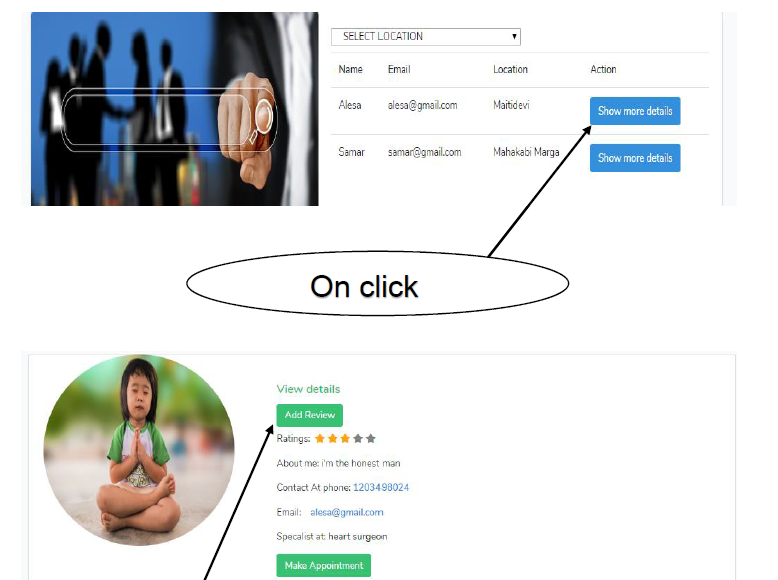 SELECT LOCATION
Name Email Location Action
Alesa alesa@gmail.com Maitidevi Show more details
Samar samar@gmail.com Mahakabi Marga Show more details
On click
View details
Add Review
Ratings:
About me: i'm the honest man
Contact At phone: 1203498024
Email: alesa@gmail.com
Specalist at: heart surgeon
Make Appointment